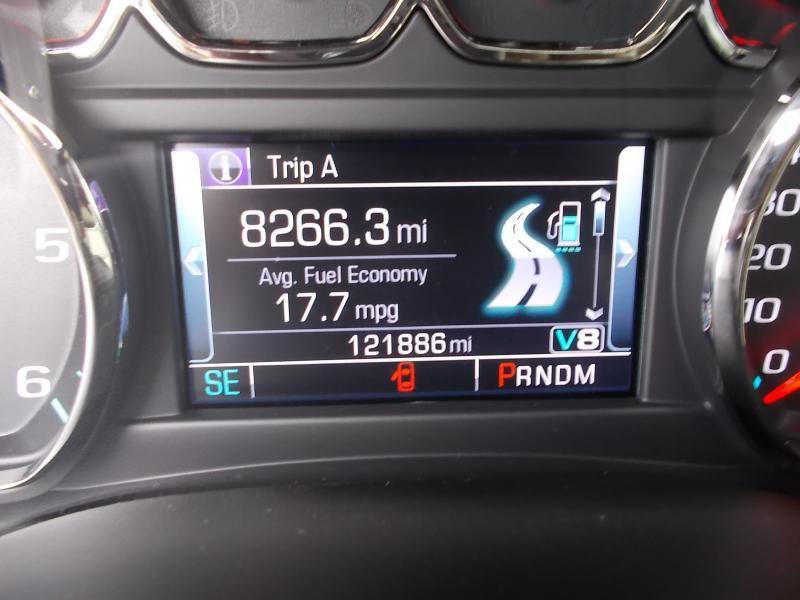 i Trip A
8266.3 mi
Avg. Fuel Economy
17.7 mpg
121886 mi V8
SE PRNDM
5
6
30
20
10
0